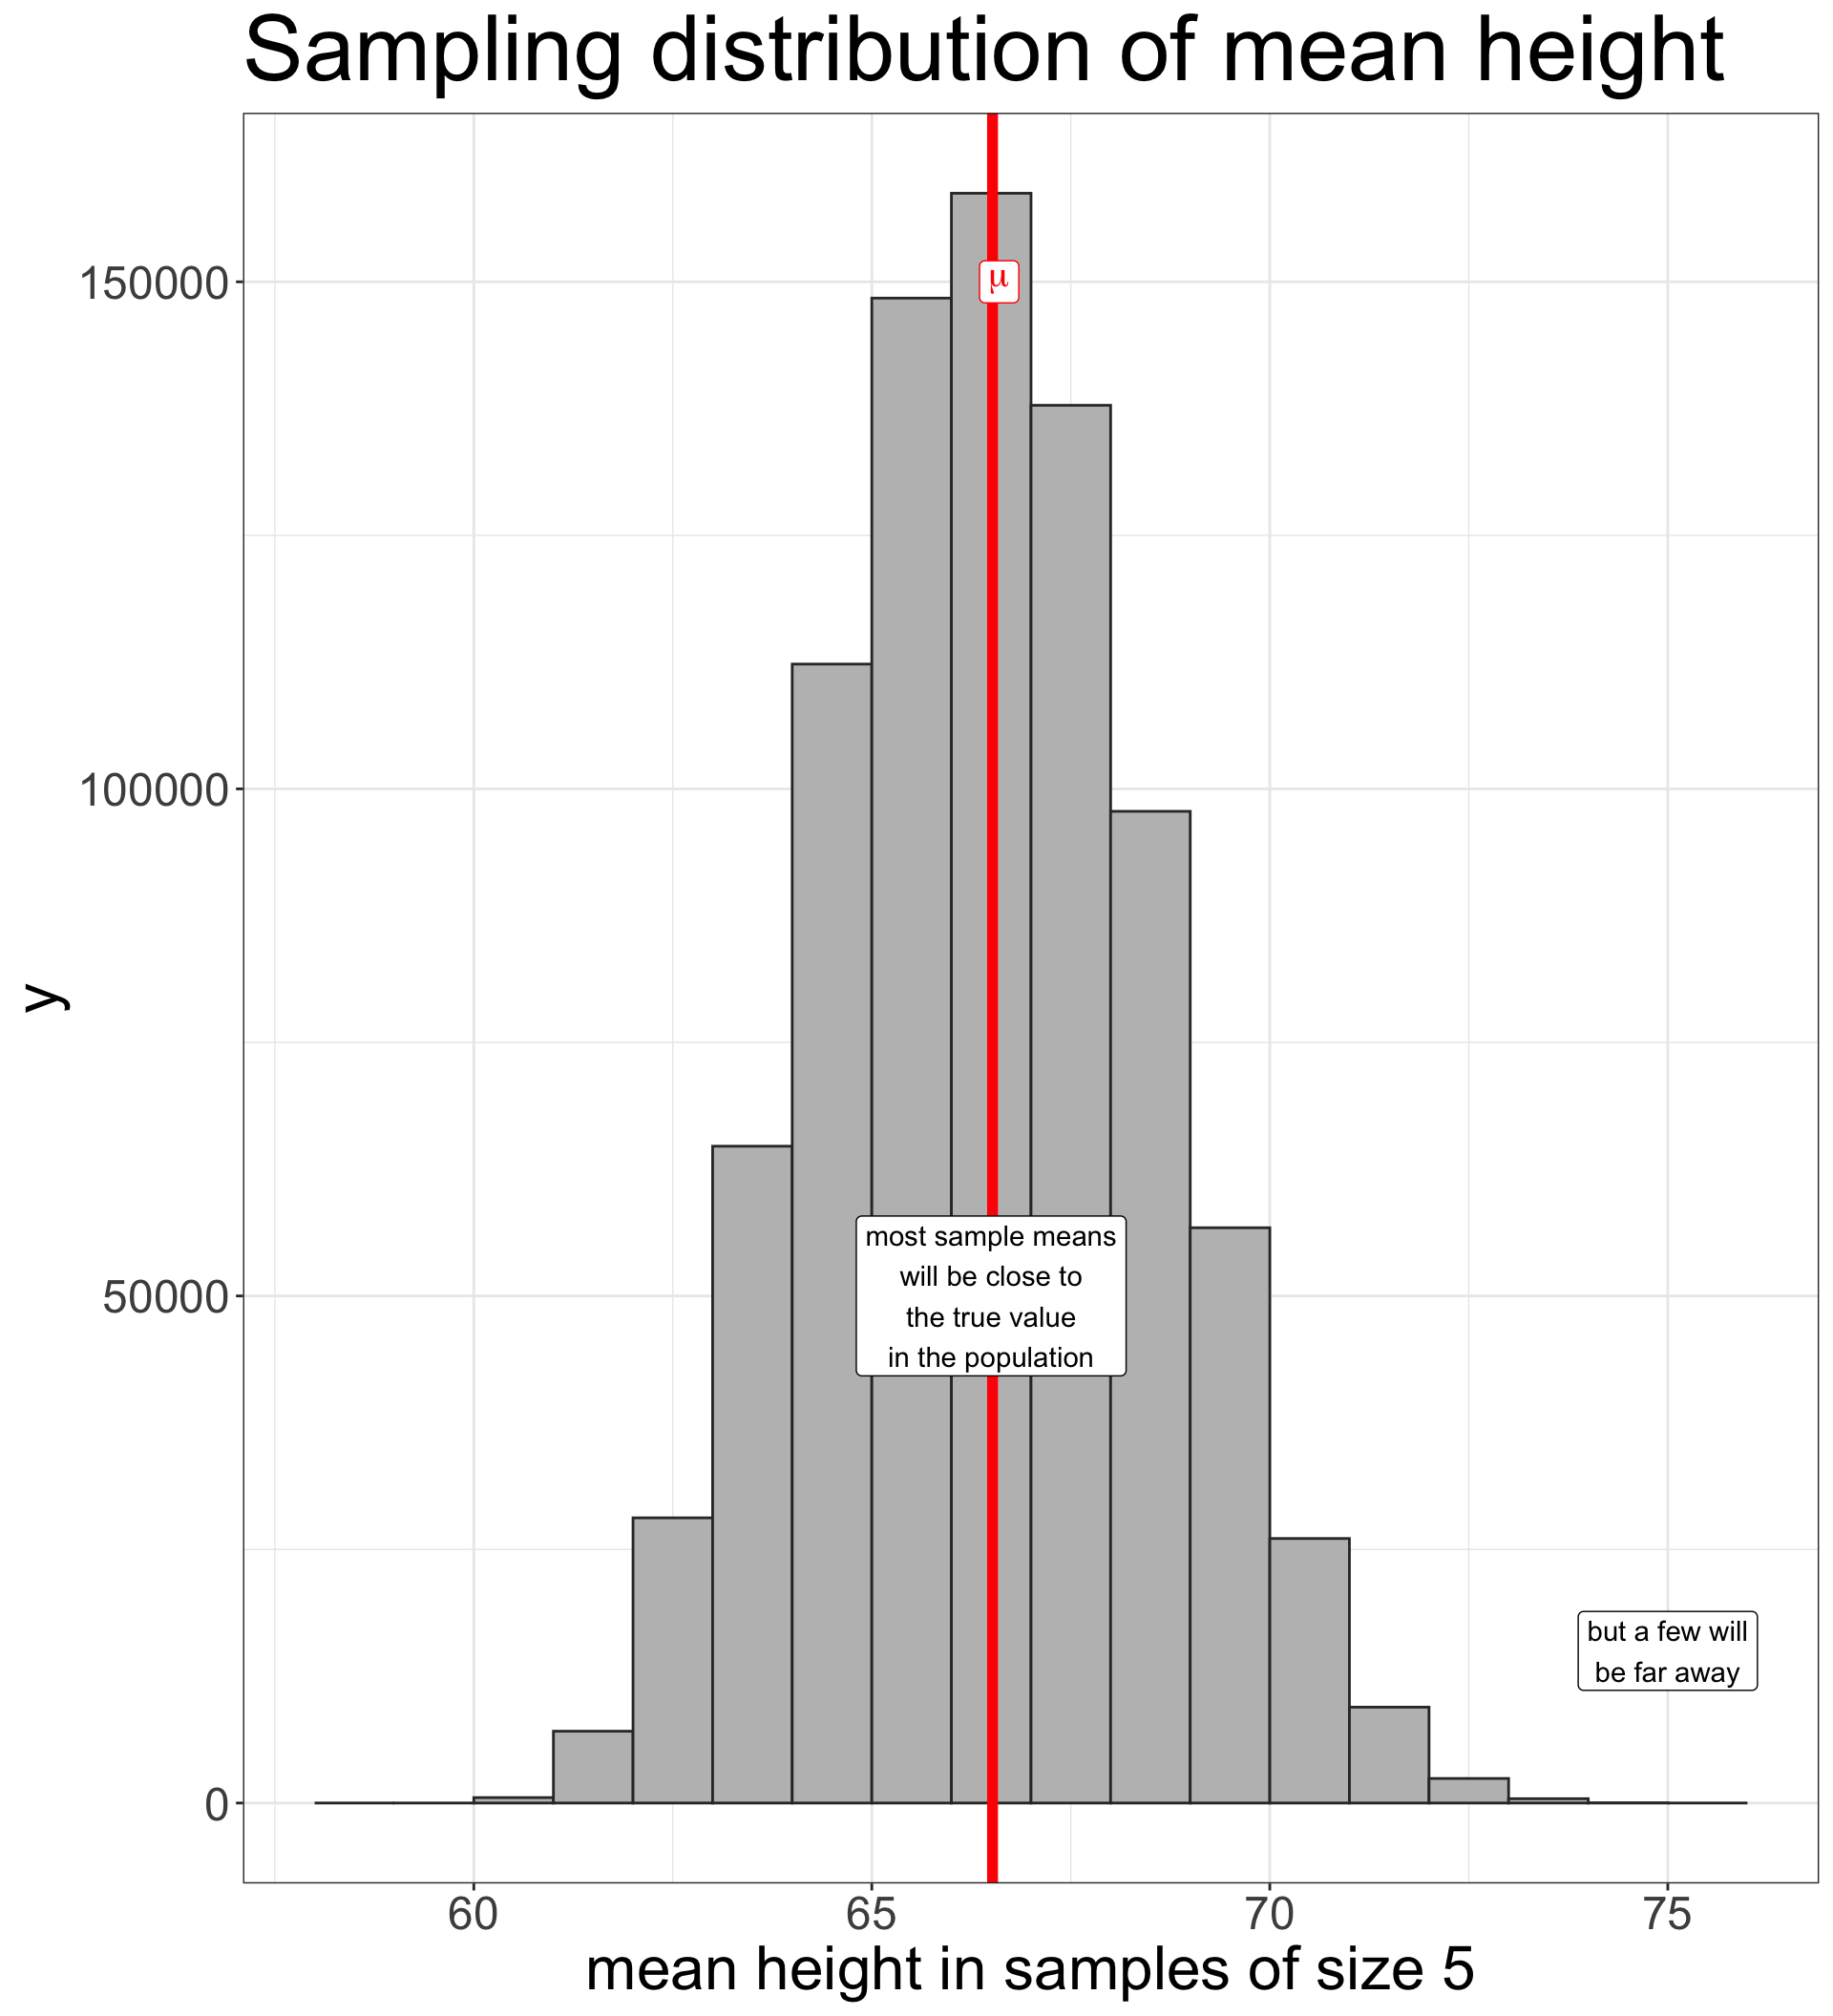 Sampling distribution of mean height
150000
100000
50000
0
y
μ
most sample means
will be close to
the true value
in the population
but a few will
be far away
60 65 70 75
mean height in samples of size 5